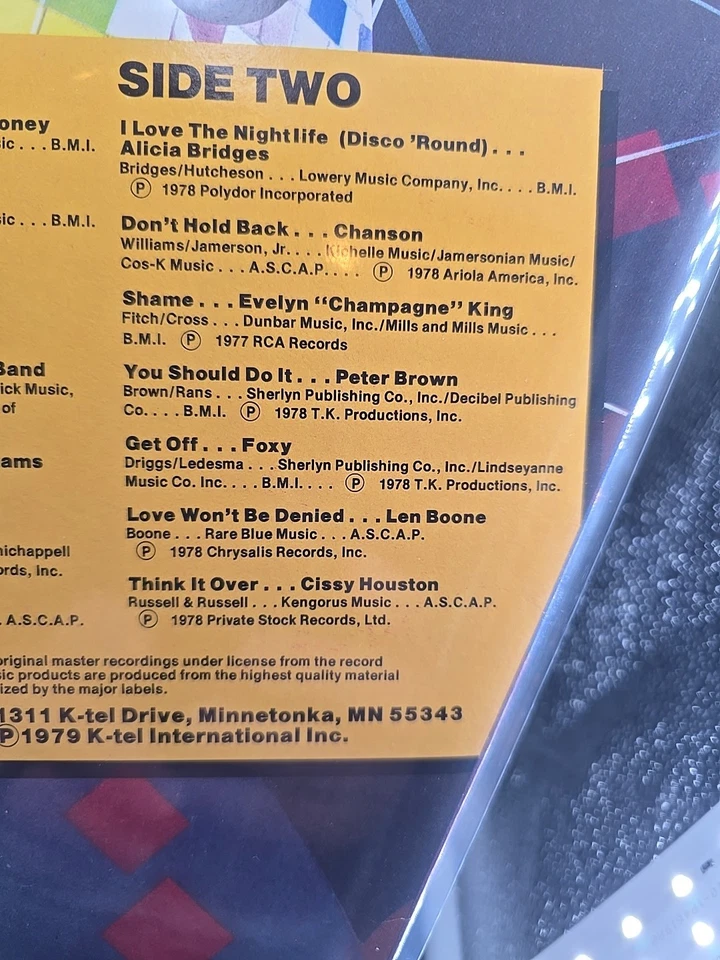 SIDE TWO
oney
ic . . . B.M.I.
ic . . . B.M.I.
Band
ick Music,
of
ams
nichappell
rds, Inc.
. A.S.C.A.P.
I Love The Nightlife (Disco 'Round) . . .
Alicia Bridges
Bridges/Hutcheson . . . Lowery Music Company, Inc. . . . B.M.I.
Ⓟ 1978 Polydor Incorporated
Don't Hold Back . . . Chanson
Williams/Jamerson, Jr. . . . Kichelle Music/Jamersonian Music/
Cos-K Music . . . A.S.C.A.P. . . . Ⓟ 1978 Ariola America, Inc.
Shame . . . Evelyn “Champagne” King
Fitch/Cross . . . Dunbar Music, Inc./Mills and Mills Music . . .
B.M.I. Ⓟ 1977 RCA Records
You Should Do It . . . Peter Brown
Brown/Rans . . . Sherlyn Publishing Co., Inc./Decibel Publishing
Co. . . . B.M.I. Ⓟ 1978 T.K. Productions, Inc.
Get Off . . . Foxy
Driggs/Ledesma . . . Sherlyn Publishing Co., Inc./Lindseyanne
Music Co. Inc. . . . B.M.I. . . . Ⓟ 1978 T.K. Productions, Inc.
Love Won't Be Denied . . . Len Boone
Boone . . . Rare Blue Music . . . A.S.C.A.P.
Ⓟ 1978 Chrysalis Records, Inc.
Think It Over . . . Cissy Houston
Russell & Russell . . . Kengorus Music . . . A.S.C.A.P.
Ⓟ 1978 Private Stock Records, Ltd.
original master recordings under license from the record
sic products are produced from the highest quality material
ized by the major labels.
1311 K-tel Drive, Minnetonka, MN 55343
Ⓟ1979 K-tel International Inc.